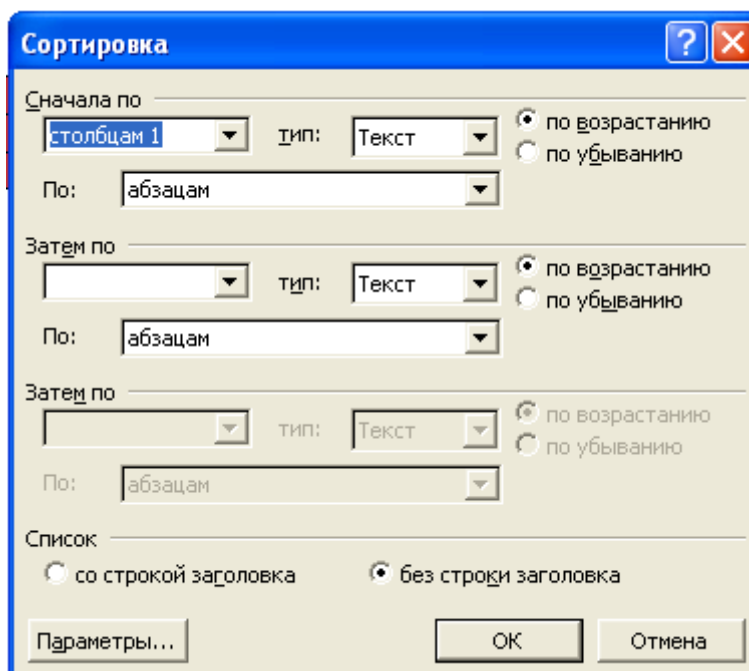 Сортировка
Сначала по
столбцам 1 тип: Текст по возрастанию
по убыванию
По: абзацам
Затем по
тип: Текст по возрастанию
по убыванию
По: абзацам
Затем по
тип: Текст по возрастанию
по убыванию
По: абзацам
Список
со строкой заголовка без строки заголовка
Параметры... ОК Отмена